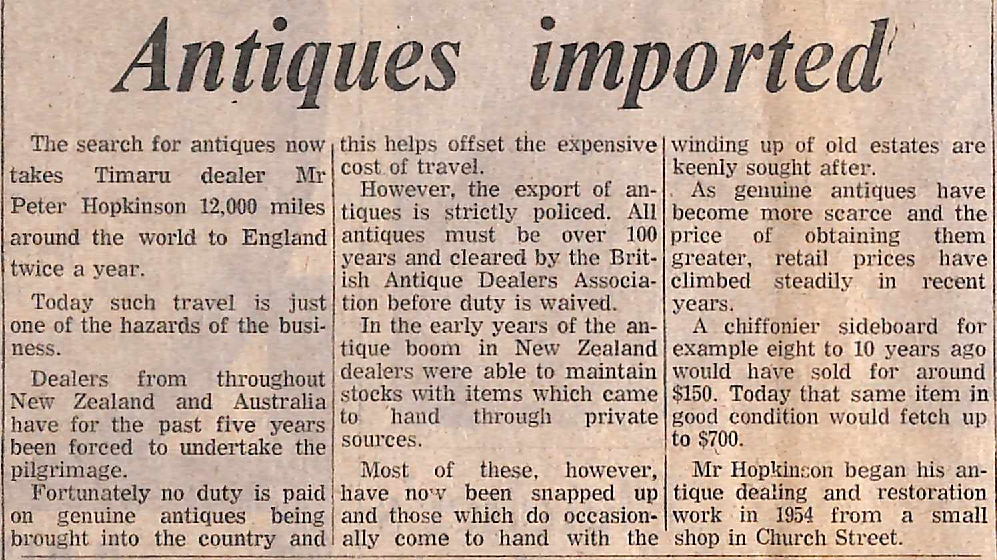 Antiques imported
The search for antiques now
takes Timaru dealer Mr
Peter Hopkinson 12,000 miles
around the world to England
twice a year.
Today such travel is just
one of the hazards of the busi-
ness.
Dealers from throughout
New Zealand and Australia
have for the past five years
been forced to undertake the
pilgrimage.
Fortunately no duty is paid
on genuine antiques being
brought into the country and
this helps offset the expensive
cost of travel.
However, the export of an-
tiques is strictly policed. All
antiques must be over 100
years and cleared by the Brit-
ish Antique Dealers Associa-
tion before duty is waived.
In the early years of the an-
tique boom in New Zealand
dealers were able to maintain
stocks with items which came
to hand through private
sources.
Most of these, however,
have now been snapped up
and those which do occasion-
ally come to hand with the
winding up of old estates are
keenly sought after.
As genuine antiques have
become more scarce and the
price of obtaining them
greater, retail prices have
climbed steadily in recent
years.
A chiffonier sideboard for
example eight to 10 years ago
would have sold for around
$150. Today that same item in
good condition would fetch up
to $700.
Mr Hopkinson began his an-
tique dealing and restoration
work in 1954 from a small
shop in Church Street.